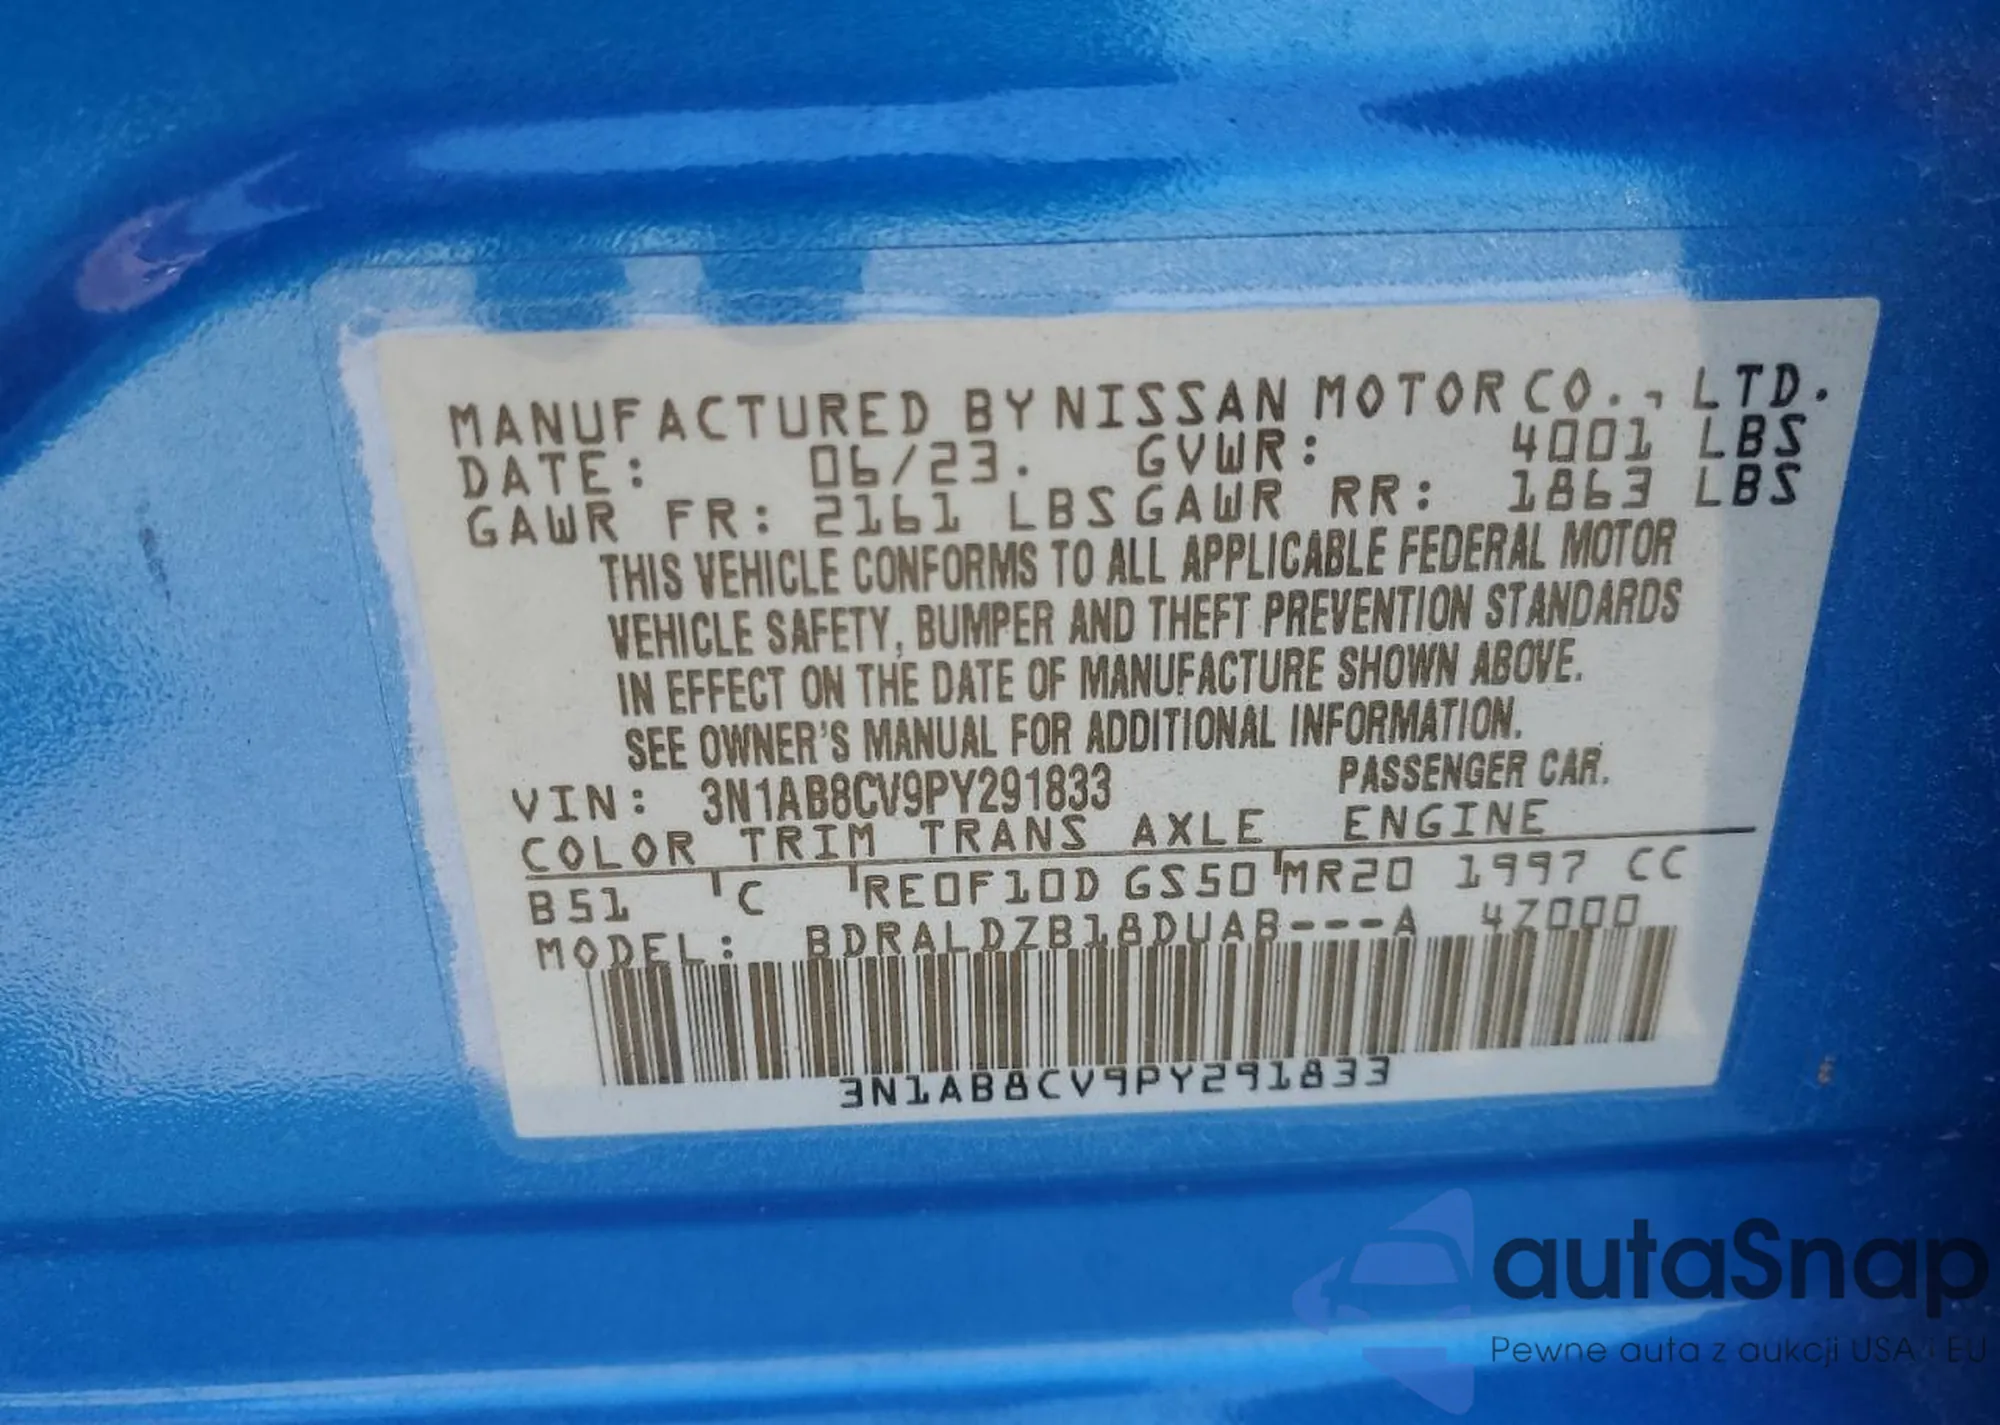 MANUFACTURED BY NISSAN MOTOR CO., LTD.
DATE: 06/23. GVWR: 4001 LBS
GAWR FR: 2161 LBS GAWR RR: 1863 LBS
THIS VEHICLE CONFORMS TO ALL APPLICABLE FEDERAL MOTOR
VEHICLE SAFETY, BUMPER AND THEFT PREVENTION STANDARDS
IN EFFECT ON THE DATE OF MANUFACTURE SHOWN ABOVE.
SEE OWNER'S MANUAL FOR ADDITIONAL INFORMATION.
VIN: 3N1AB8CV9PY291833 PASSENGER CAR.
COLOR TRIM TRANS AXLE ENGINE
B51 C RE0F10D GS50 MR20 1997 CC
MODEL: BDRALDZB18DUAB---A 4Z000
3N1AB8CV9PY291833
autaSnap
Pewne auta z aukcji USA i EU